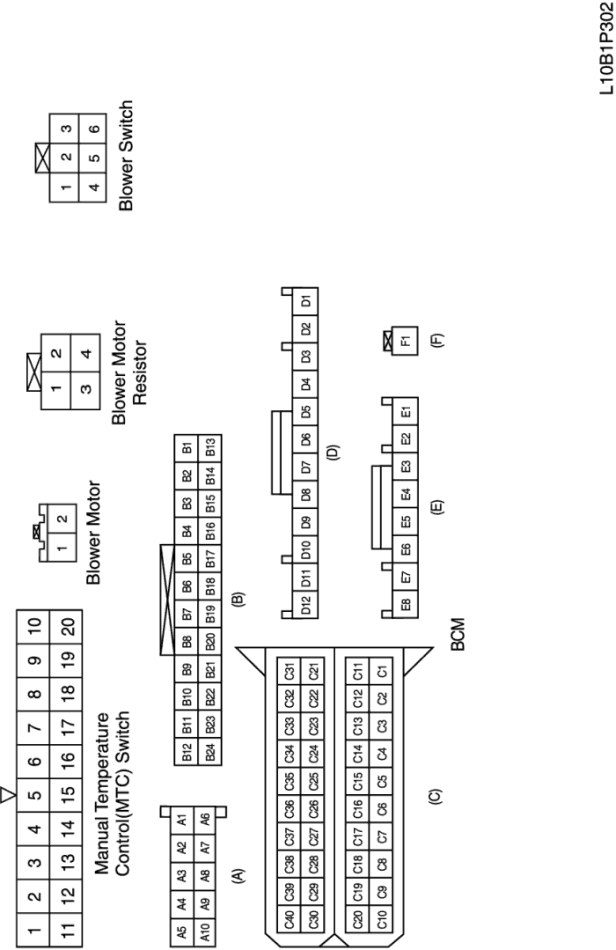 1 2 3 4 5 6 7 8 9 10
11 12 13 14 15 16 17 18 19 20
Manual Temperature
Control(MTC) Switch
1 2
Blower Motor
1 2
3 4
Blower Motor
Resistor
1 2 3
4 5 6
Blower Switch
A5 A4 A3 A2 A1
A10 A9 A8 A7 A6
(A)
B12 B11 B10 B9 B8 B7 B6 B5 B4 B3 B2 B1
B24 B23 B22 B21 B20 B19 B18 B17 B16 B15 B14 B13
(B)
C40 C39 C38 C37 C36 C35 C34 C33 C32 C31
C30 C29 C28 C27 C26 C25 C24 C23 C22 C21
C20 C19 C18 C17 C16 C15 C14 C13 C12 C11
C10 C9 C8 C7 C6 C5 C4 C3 C2 C1
(C)
D12 D11 D10 D9 D8 D7 D6 D5 D4 D3 D2 D1
(D)
E8 E7 E6 E5 E4 E3 E2 E1
(E)
F1
(F)
BCM
L10B1P302